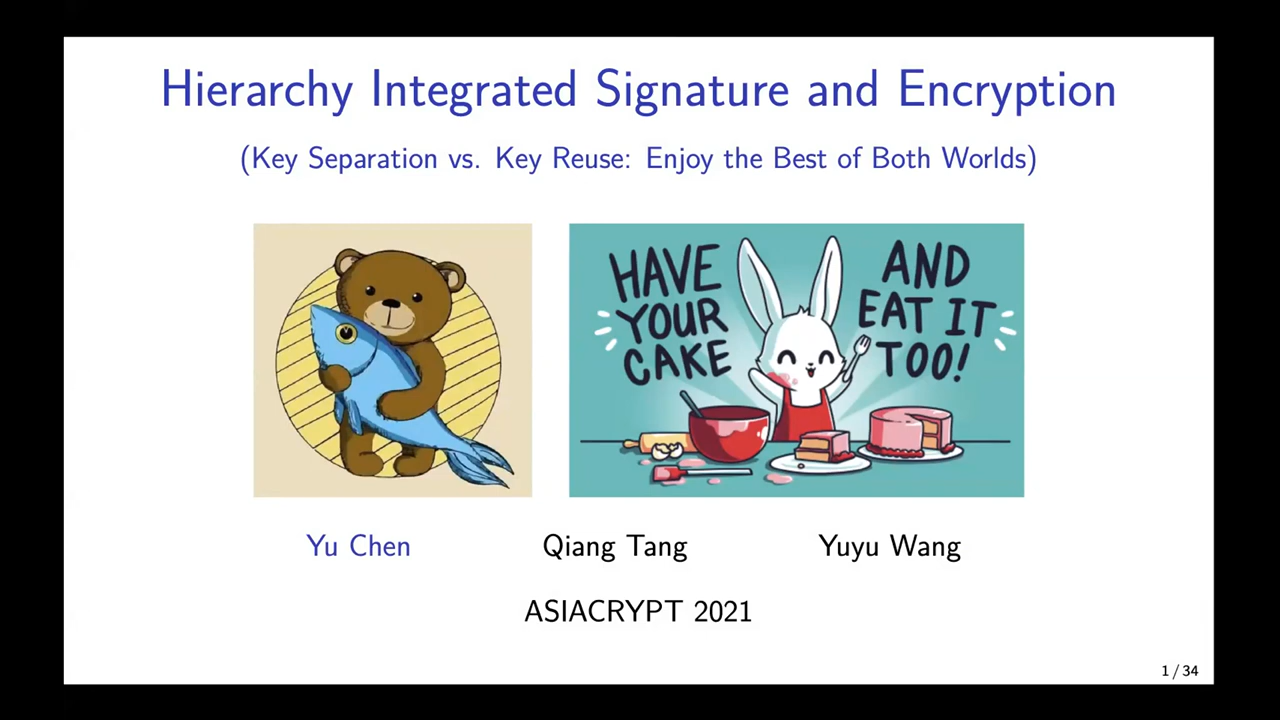 Hierarchy Integrated Signature and Encryption
(Key Separation vs. Key Reuse: Enjoy the Best of Both Worlds)
HAVE YOUR CAKE
AND EAT IT TOO!
Yu Chen Qiang Tang Yuyu Wang
ASIACRYPT 2021
1 / 34